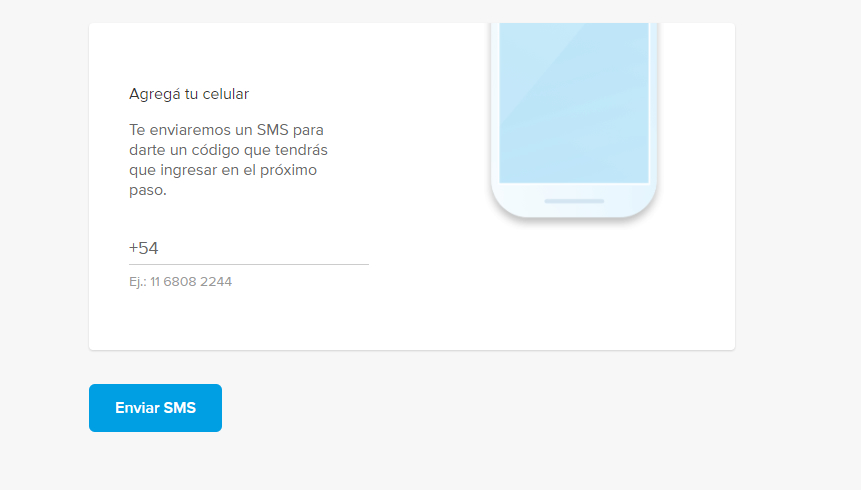 Agregá tu celular
Te enviaremos un SMS para
darte un código que tendrás
que ingresar en el próximo
paso.
+54
Ej.: 11 6808 2244
Enviar SMS